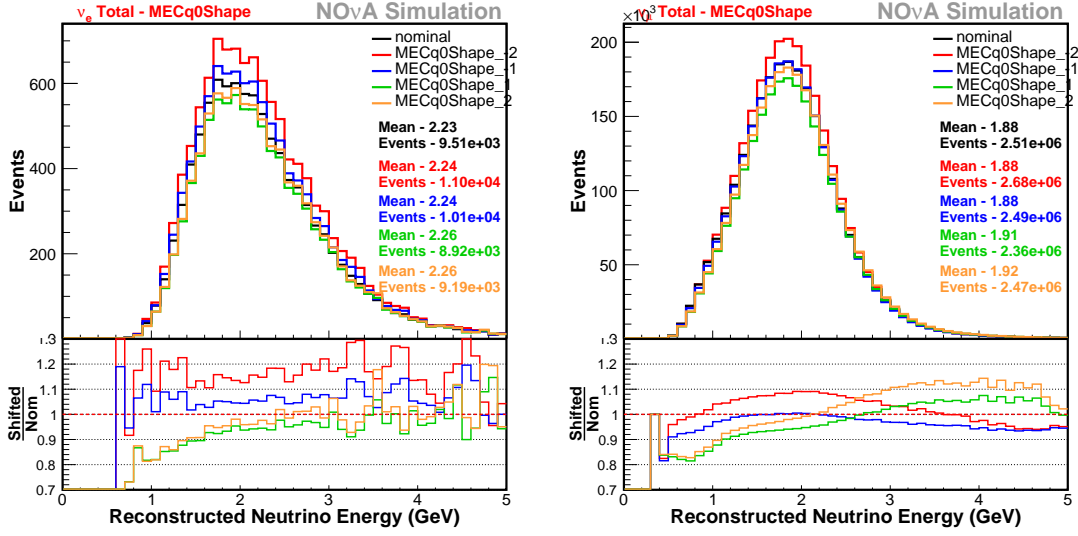 ν_e Total - MECq0Shape NOνA Simulation
nominal
MECq0Shape_-2
MECq0Shape_-1
MECq0Shape_1
MECq0Shape_2
Mean - 2.23
Events - 9.51e+03
Mean - 2.24
Events - 1.10e+04
Mean - 2.24
Events - 1.01e+04
Mean - 2.26
Events - 8.92e+03
Mean - 2.26
Events - 9.19e+03
Events
600
400
200
1.3
1.2
1.1
1
0.9
0.8
0.7
Shifted
Nom
0 1 2 3 4 5
Reconstructed Neutrino Energy (GeV)
×10³ Total - MECq0Shape NOνA Simulation
nominal
MECq0Shape_-2
MECq0Shape_-1
MECq0Shape_1
MECq0Shape_2
Mean - 1.88
Events - 2.51e+06
Mean - 1.88
Events - 2.68e+06
Mean - 1.88
Events - 2.49e+06
Mean - 1.91
Events - 2.36e+06
Mean - 1.92
Events - 2.47e+06
Events
200
150
100
50
1.3
1.2
1.1
1
0.9
0.8
0.7
Shifted
Nom
0 1 2 3 4 5
Reconstructed Neutrino Energy (GeV)